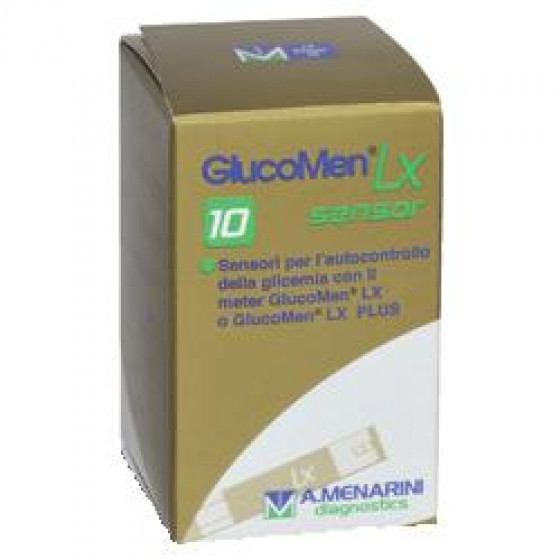 GlucoMen® LX
sensor
10
Sensori per l'autocontrollo
della glicemia con il
meter GlucoMen® LX
o GlucoMen® LX PLUS
LX
A.MENARINI
diagnostics